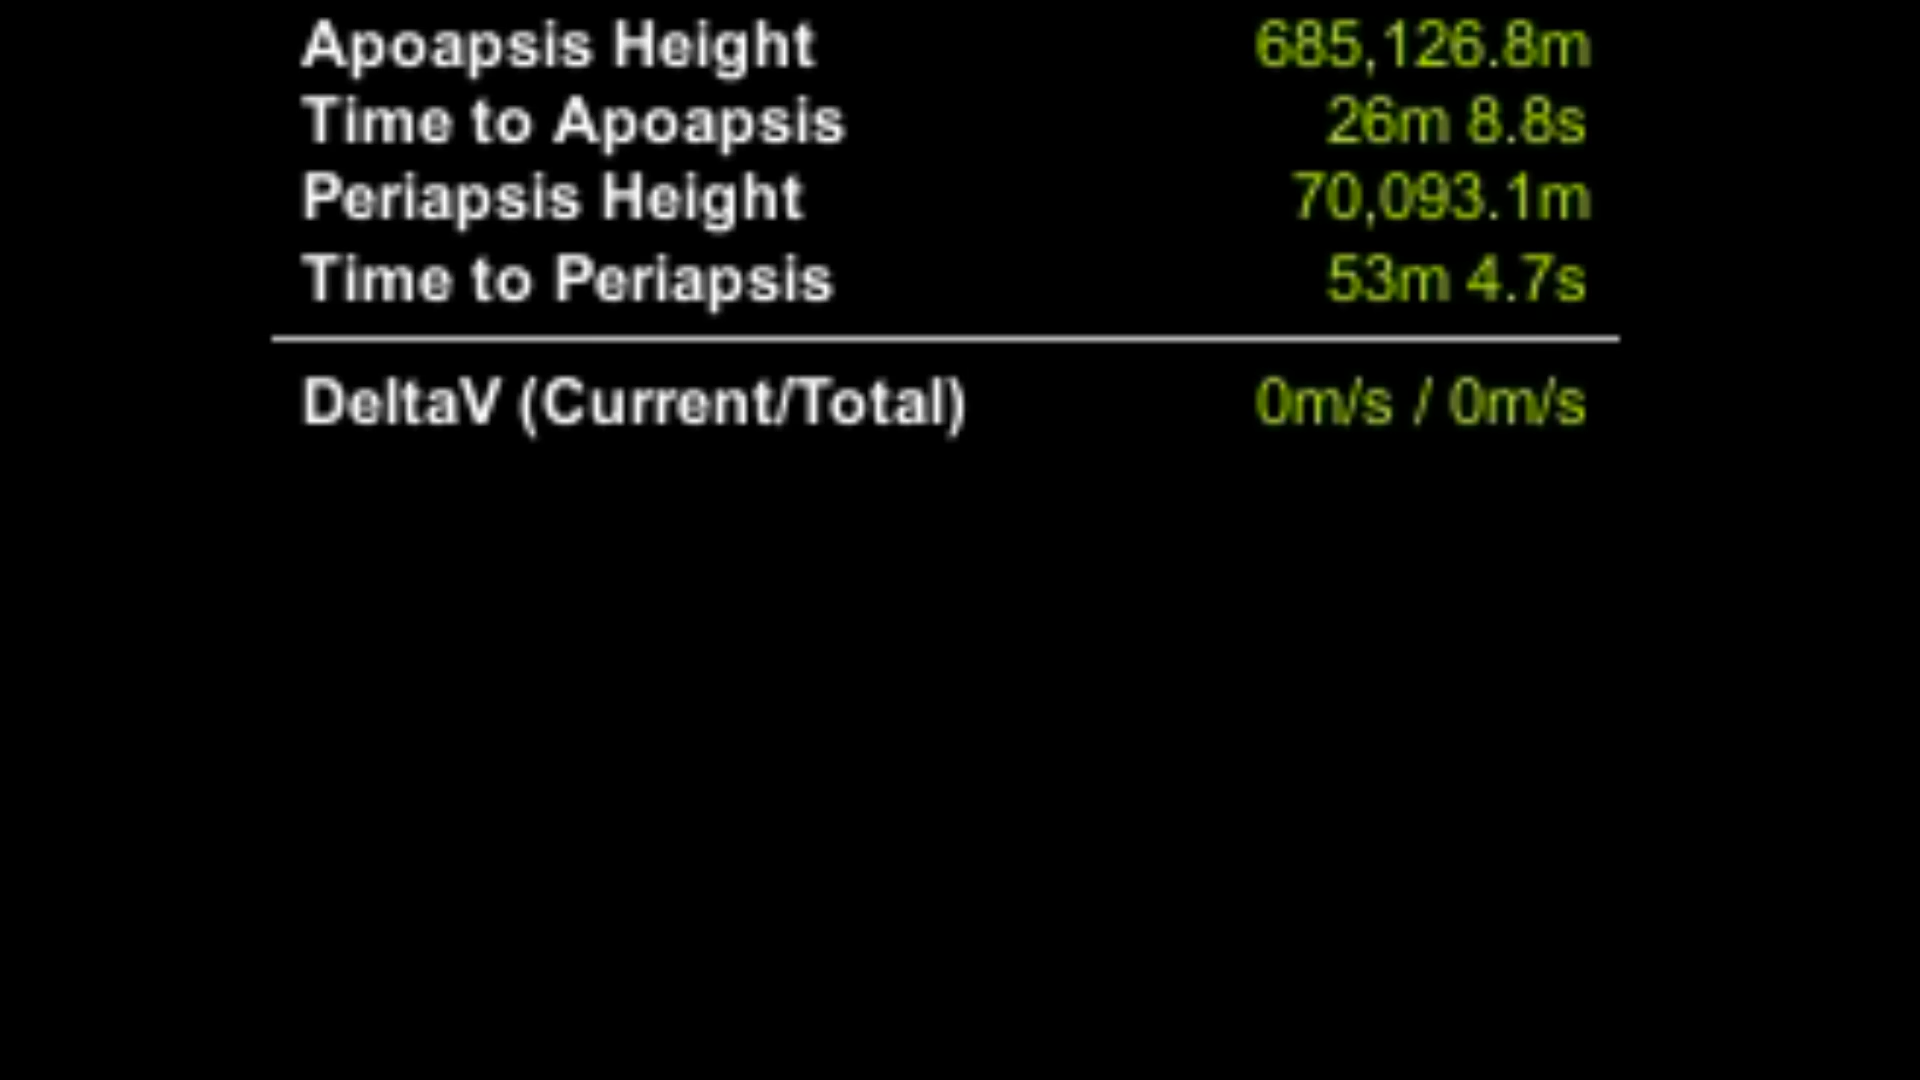 Apoapsis Height 685,126.8m
Time to Apoapsis 26m 8.8s
Periapsis Height 70,093.1m
Time to Periapsis 53m 4.7s
DeltaV (Current/Total) 0m/s / 0m/s